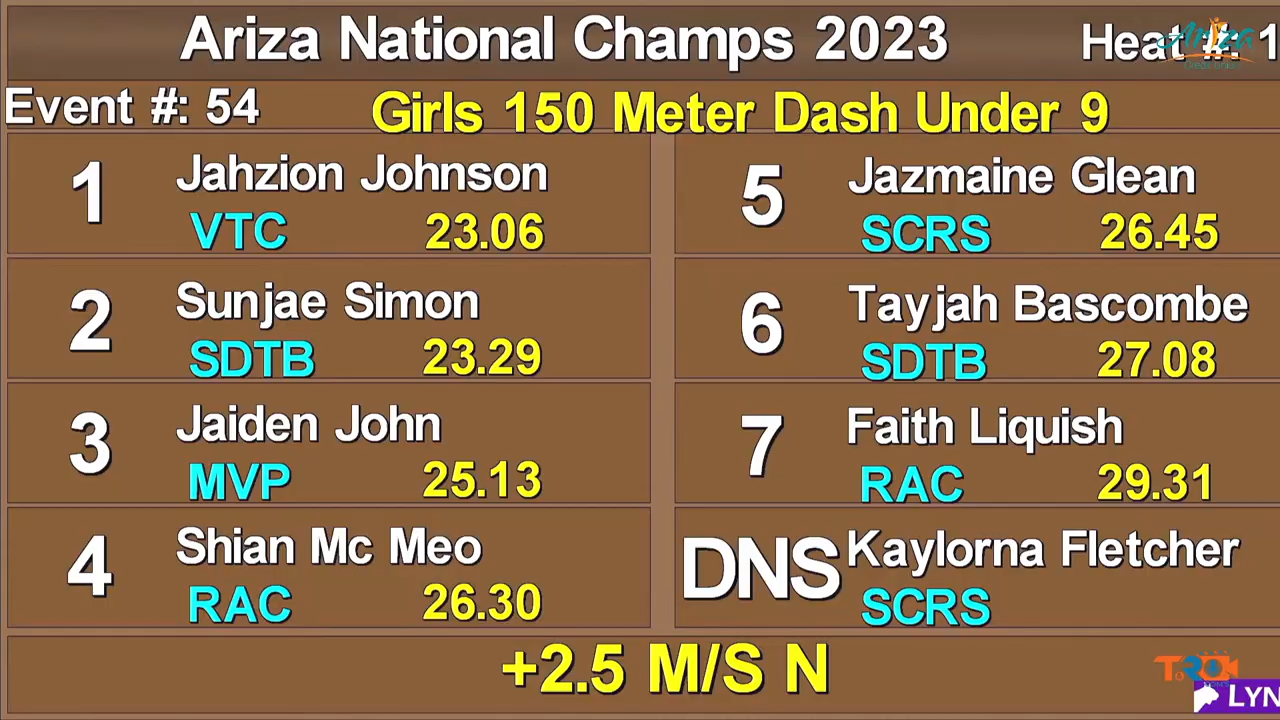 Ariza National Champs 2023
Heat #: 1
Event #: 54
Girls 150 Meter Dash Under 9
1 Jahzion Johnson
VTC 23.06
2 Sunjae Simon
SDTB 23.29
3 Jaiden John
MVP 25.13
4 Shian Mc Meo
RAC 26.30
5 Jazmaine Glean
SCRS 26.45
6 Tayjah Bascombe
SDTB 27.08
7 Faith Liquish
RAC 29.31
DNS Kaylorna Fletcher
SCRS
+2.5 M/S N
Ariza
LYN